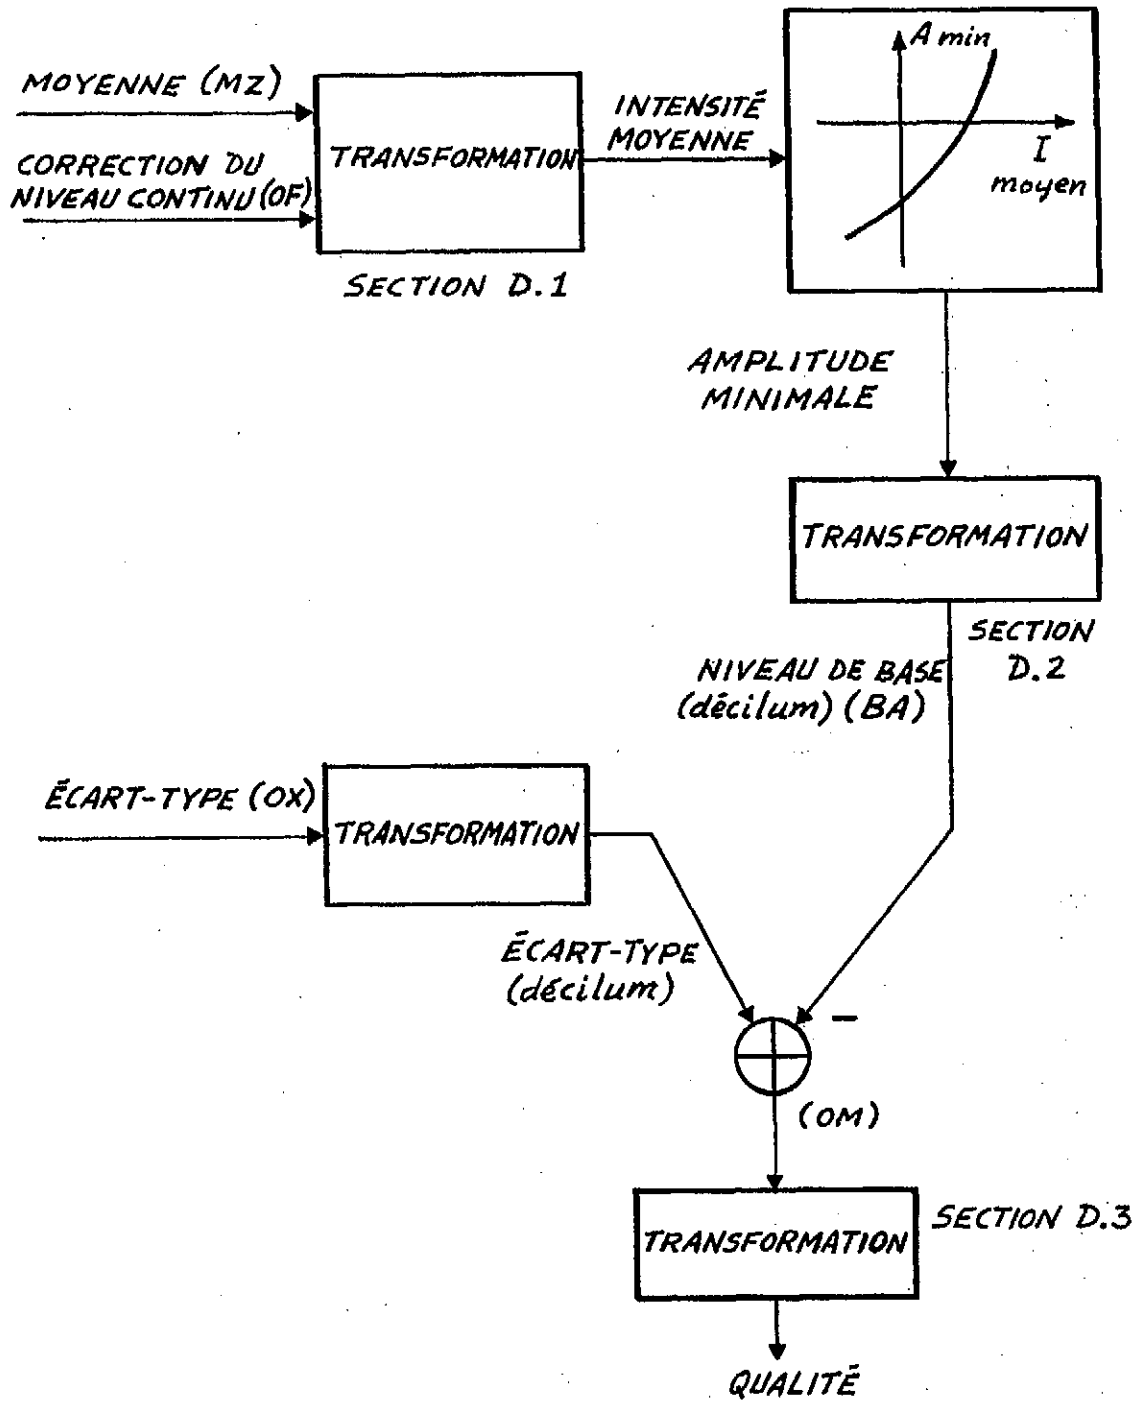 A min
MOYENNE (MZ)
INTENSITÉ
MOYENNE
TRANSFORMATION
CORRECTION DU
NIVEAU CONTINU (OF)
I
moyen
SECTION D.1
AMPLITUDE
MINIMALE
TRANSFORMATION
SECTION
D.2
NIVEAU DE BASE
(décilum) (BA)
ÉCART-TYPE (OX)
TRANSFORMATION
ÉCART-TYPE
(décilum)
-
(OM)
SECTION D.3
TRANSFORMATION
QUALITÉ